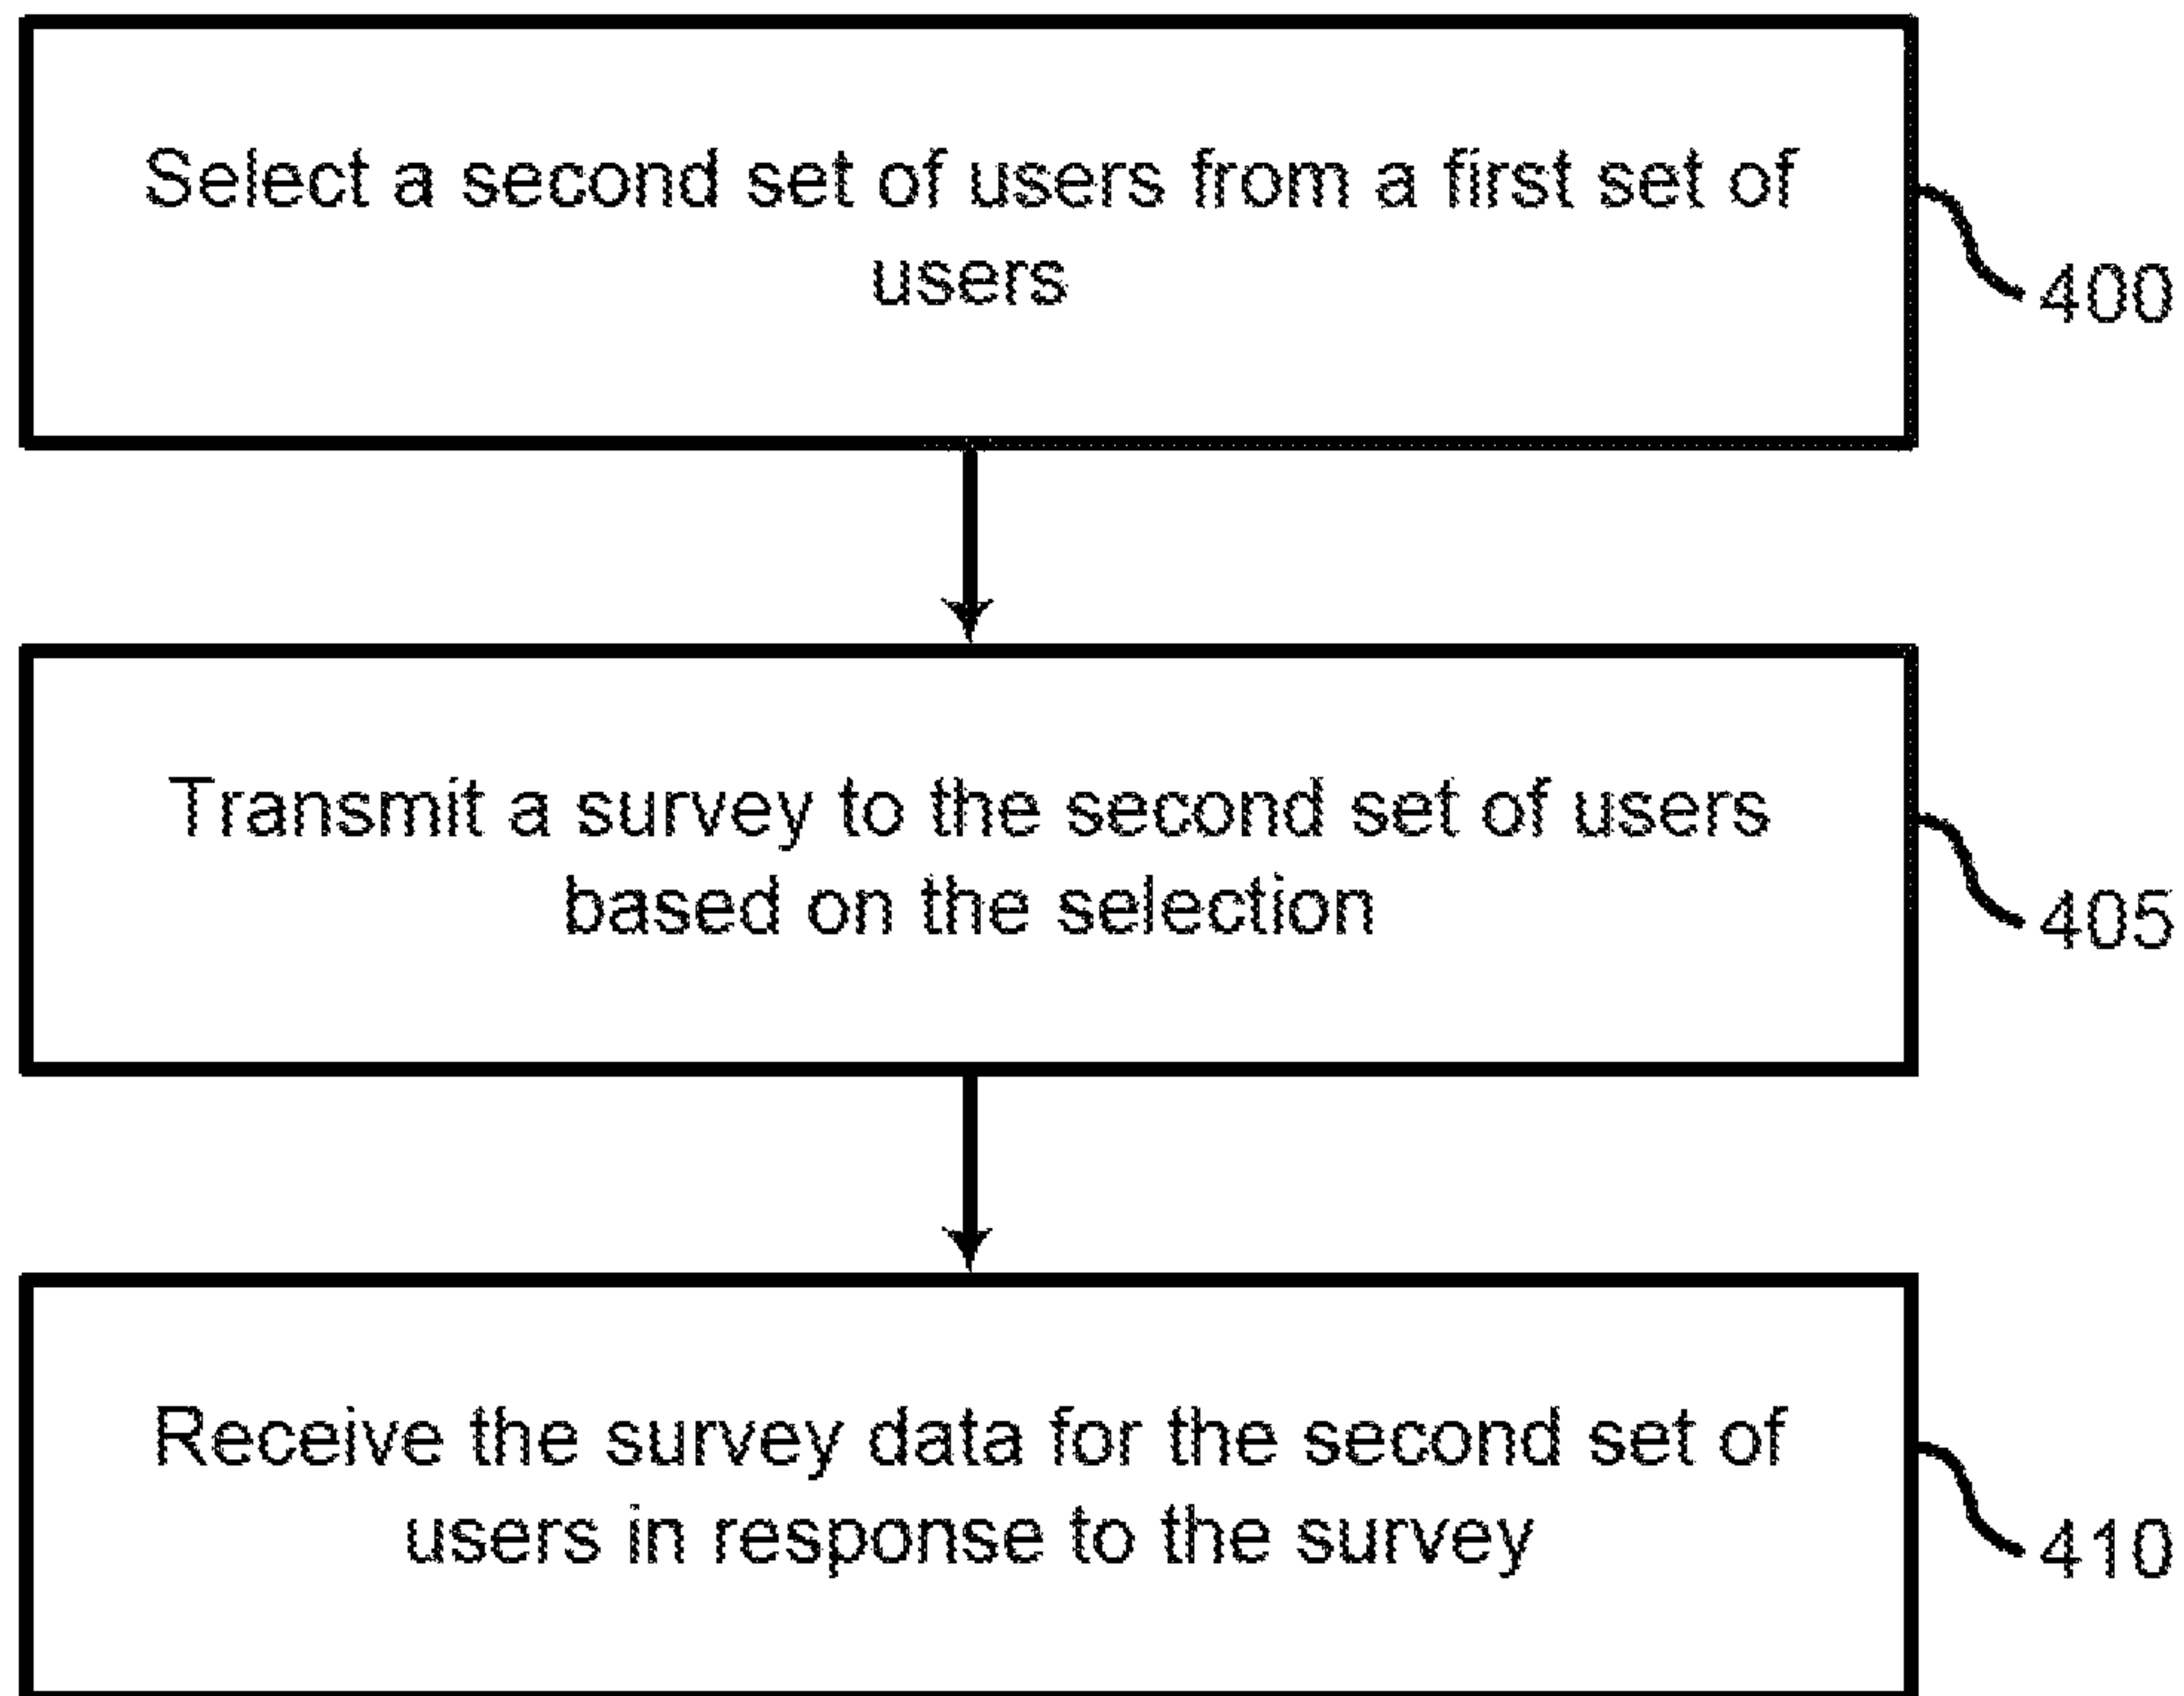 Select a second set of users from a first set of
users
400
Transmit a survey to the second set of users
based on the selection
405
Receive the survey data for the second set of
users in response to the survey
410